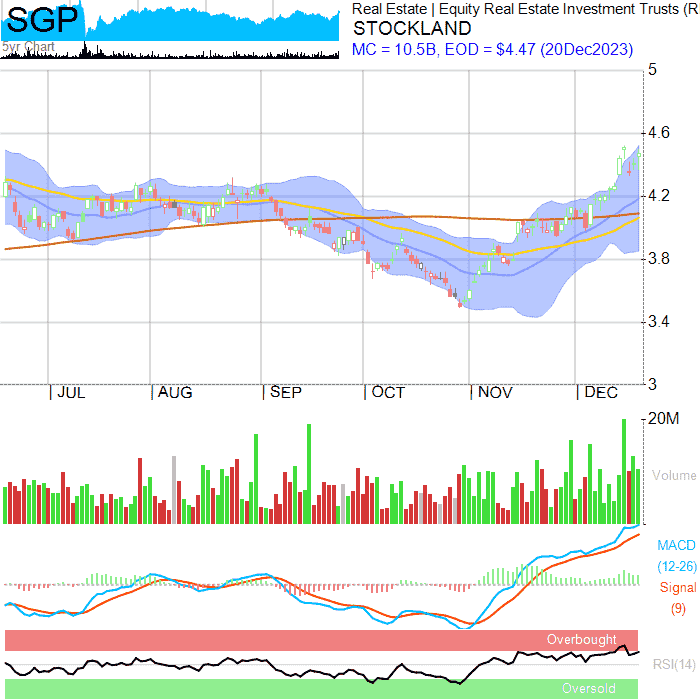 SGP
5yr Chart
Real Estate | Equity Real Estate Investment Trusts (R
STOCKLAND
MC = 10.5B, EOD = $4.47 (20Dec2023)
5
4.6
4.2
3.8
3.4
3
JUL
AUG
SEP
OCT
NOV
DEC
20M
Volume
MACD
(12-26)
Signal
(9)
Overbought
RSI(14)
Oversold